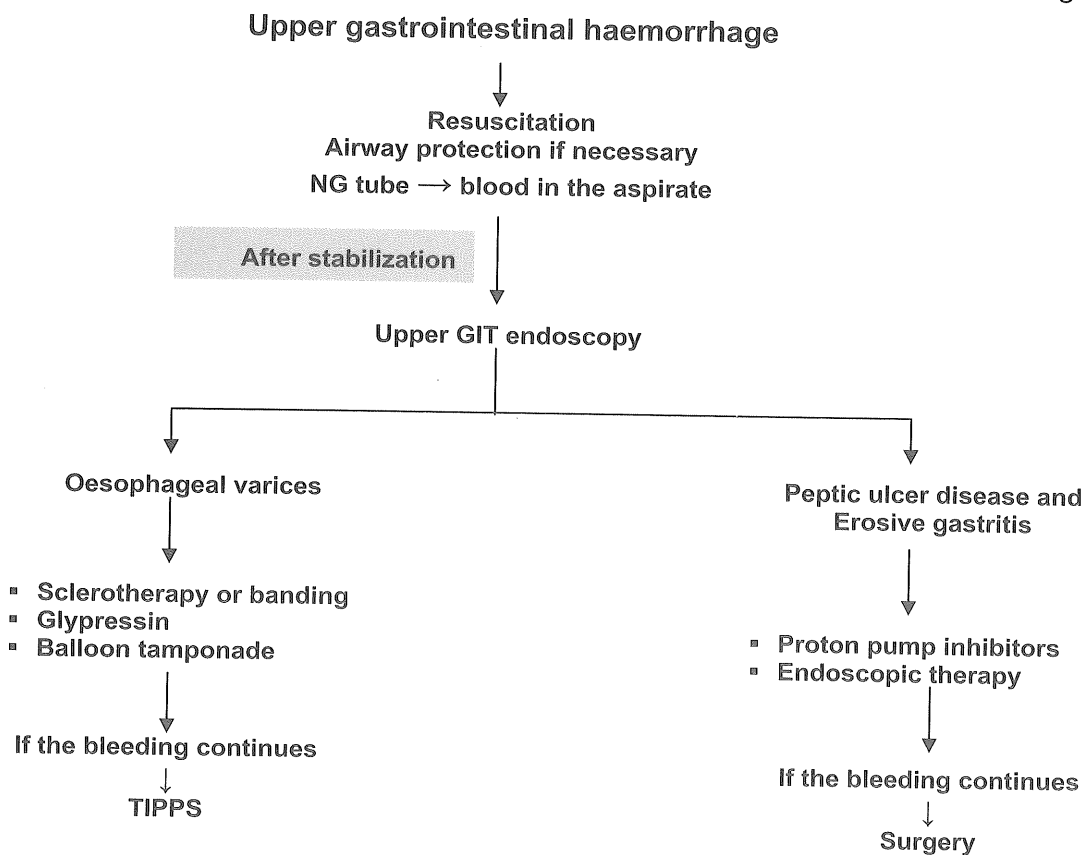 Upper gastrointestinal haemorrhage
Resuscitation
Airway protection if necessary
NG tube → blood in the aspirate
After stabilization
Upper GIT endoscopy
Oesophageal varices
▪ Sclerotherapy or banding
▪ Glypressin
▪ Balloon tamponade
If the bleeding continues
↓
TIPPS
Peptic ulcer disease and
Erosive gastritis
▪ Proton pump inhibitors
▪ Endoscopic therapy
If the bleeding continues
↓
Surgery